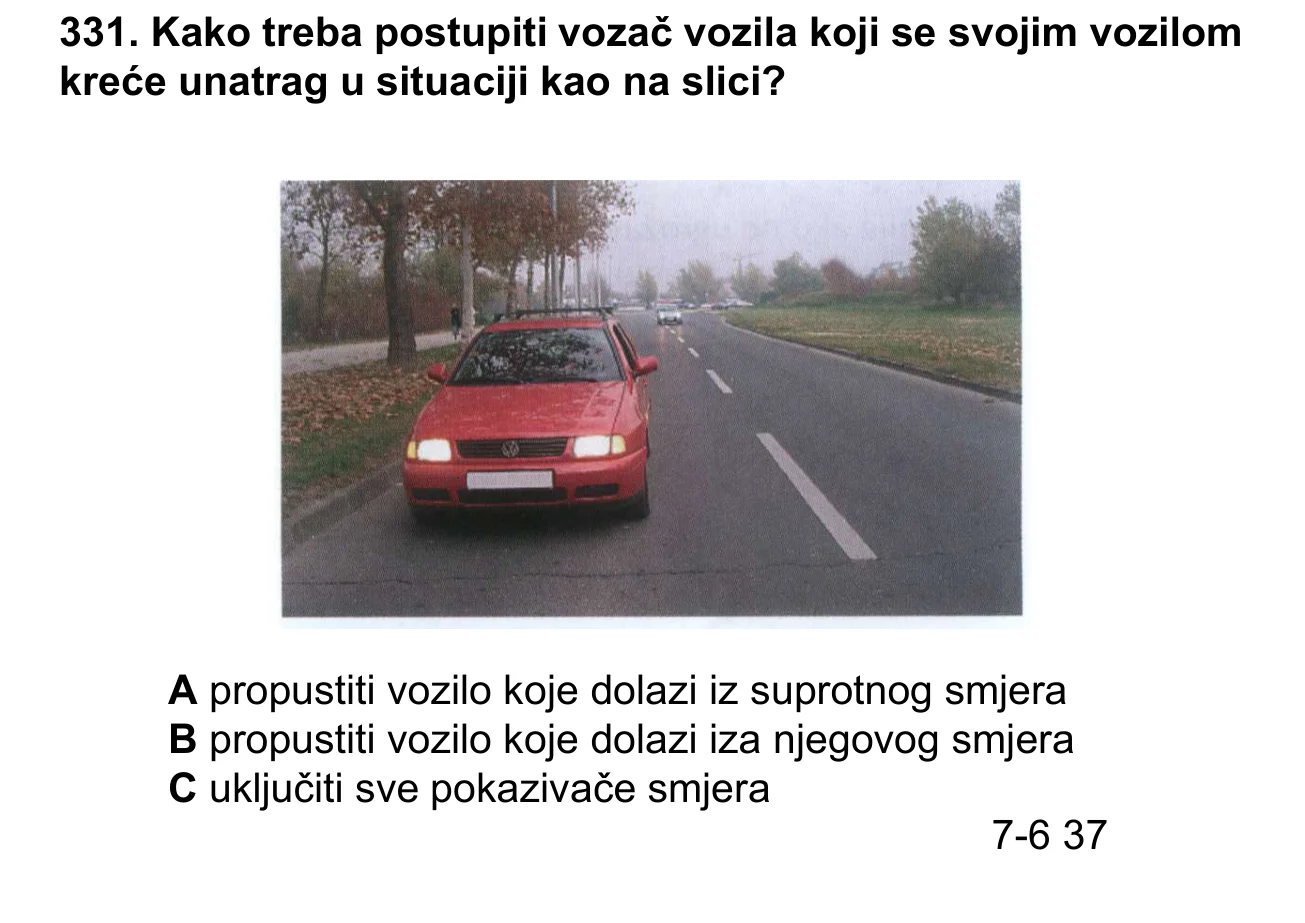 331. Kako treba postupiti vozač vozila koji se svojim vozilom
kreće unatrag u situaciji kao na slici?
A propustiti vozilo koje dolazi iz suprotnog smjera
B propustiti vozilo koje dolazi iza njegovog smjera
C uključiti sve pokazivače smjera
7-6 37